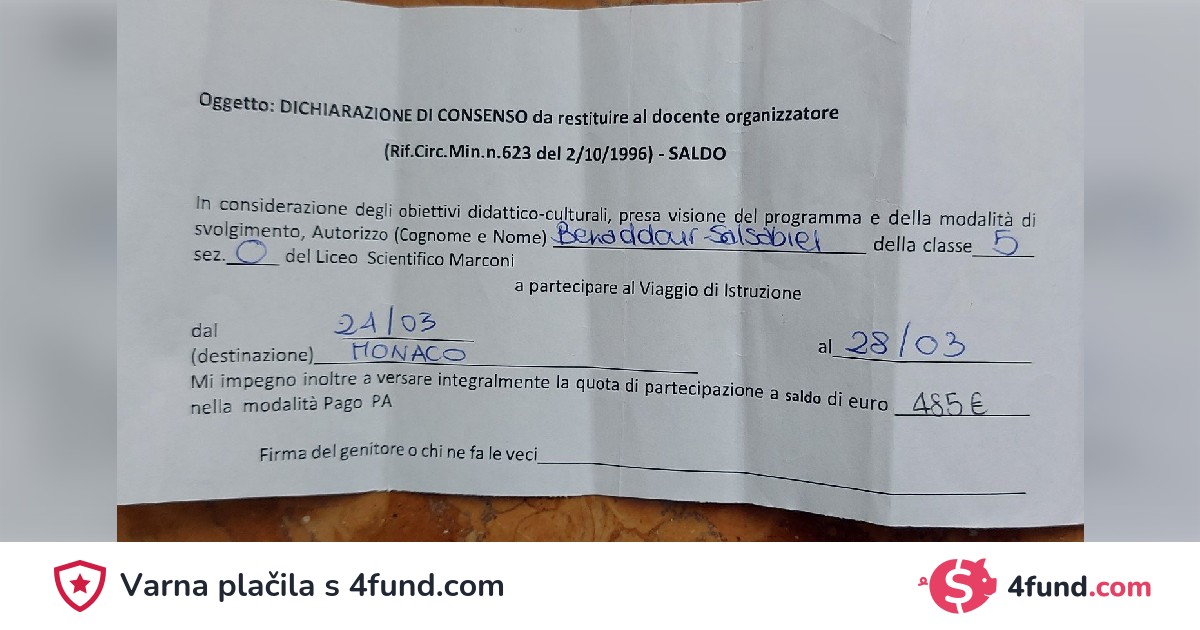 Oggetto: DICHIARAZIONE DI CONSENSO da restituire al docente organizzatore
(Rif.Circ.Min.n.623 del 2/10/1996) - SALDO
In considerazione degli obiettivi didattico-culturali, presa visione del programma e della modalità di
svolgimento, Autorizzo (Cognome e Nome) Benaddour Salsabiel della classe 5
sez. O del Liceo Scientifico Marconi
a partecipare al Viaggio di Istruzione
dal 24/03 al 28/03
(destinazione) MONACO
Mi impegno inoltre a versare integralmente la quota di partecipazione a saldo di euro 485€
nella modalità Pago PA
Firma del genitore o chi ne fa le veci
Varna plačila s 4fund.com
4fund.com